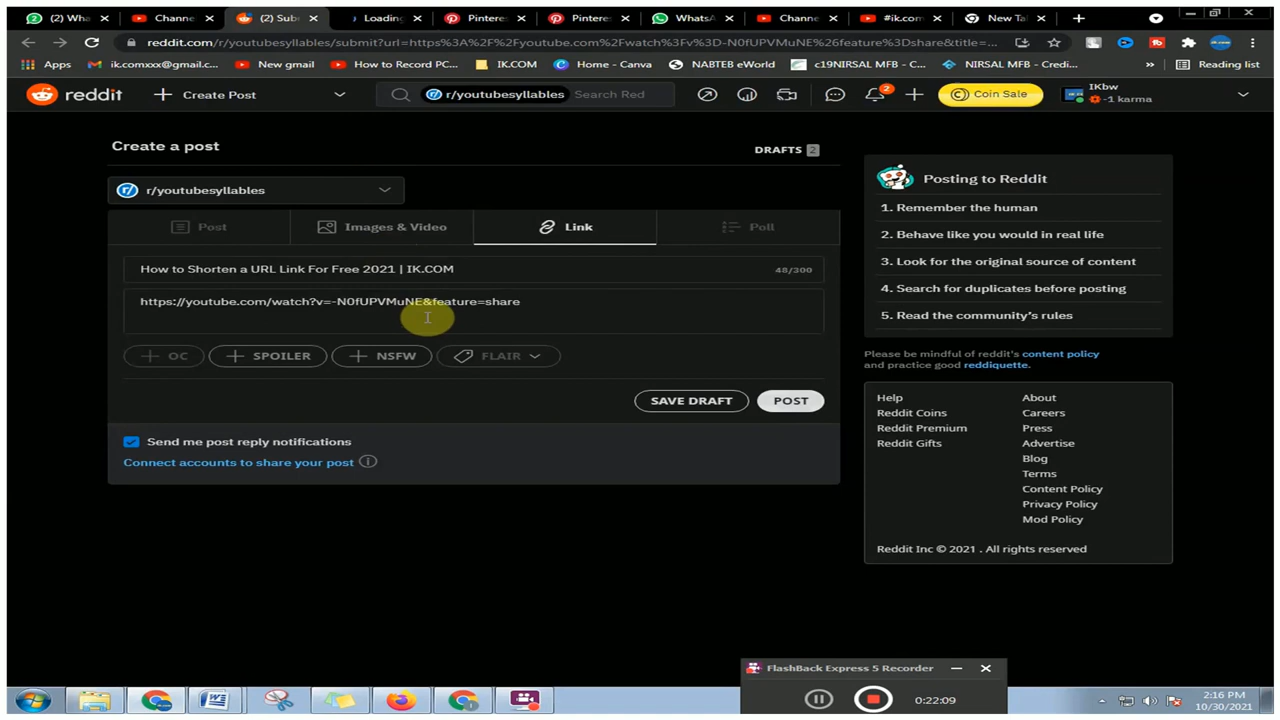 (2) Wha
Channe
(2) Sub
Loading
Pinteres
Pinteres
WhatsA
Channe
#ik.com
New Ta
reddit.com/r/youtubesyllables/submit?url=https%3A%2F%2Fyoutube.com%2Fwatch%3Fv%3D-N0fUPVMuNE%26feature%3Dshare&title=...
Apps
ik.comxxx@gmail.c...
New gmail
How to Record PC...
IK.COM
Home - Canva
NABTEB eWorld
c19NIRSAL MFB - C...
NIRSAL MFB - Credi...
»
Reading list
reddit
Create Post
r/youtubesyllables
Search Red
2
Coin Sale
IKbw
-1 karma
Create a post
DRAFTS 2
r/youtubesyllables
Post
Images & Video
Link
Poll
How to Shorten a URL Link For Free 2021 | IK.COM
48/300
https://youtube.com/watch?v=-N0fUPVMuNE&feature=share
OC
SPOILER
NSFW
FLAIR
SAVE DRAFT
POST
Send me post reply notifications
Connect accounts to share your post
Posting to Reddit
1. Remember the human
2. Behave like you would in real life
3. Look for the original source of content
4. Search for duplicates before posting
5. Read the community's rules
Please be mindful of reddit's content policy
and practice good reddiquette.
Help
Reddit Coins
Reddit Premium
Reddit Gifts
About
Careers
Press
Advertise
Blog
Terms
Content Policy
Privacy Policy
Mod Policy
Reddit Inc © 2021 . All rights reserved
FlashBack Express 5 Recorder
0:22:09
2:16 PM
10/30/2021